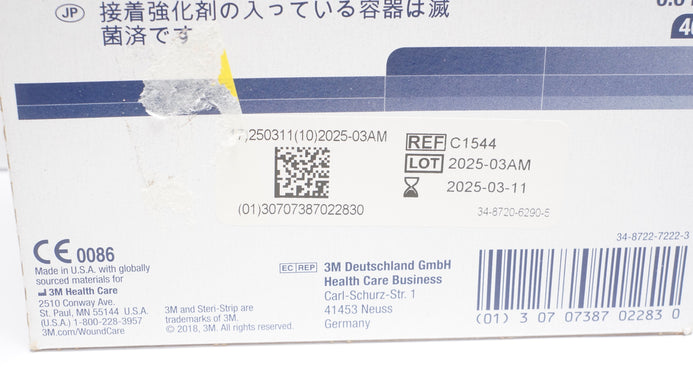 JP 接着強化剤の入っている容器は滅
菌済です
17)250311(10)2025-03AM
(01)30707387022830
REF C1544
LOT 2025-03AM
2025-03-11
34-8720-6290-6
34-8722-7222-3
CE 0086
Made in U.S.A. with globally
sourced materials for
3M Health Care
2510 Conway Ave.
St. Paul, MN 55144 U.S.A.
(U.S.A.) 1-800-228-3957
3M.com/WoundCare
3M and Steri-Strip are
trademarks of 3M.
© 2018, 3M. All rights reserved.
EC REP 3M Deutschland GmbH
Health Care Business
Carl-Schurz-Str. 1
41453 Neuss
Germany
(01) 3 07 07387 02283 0